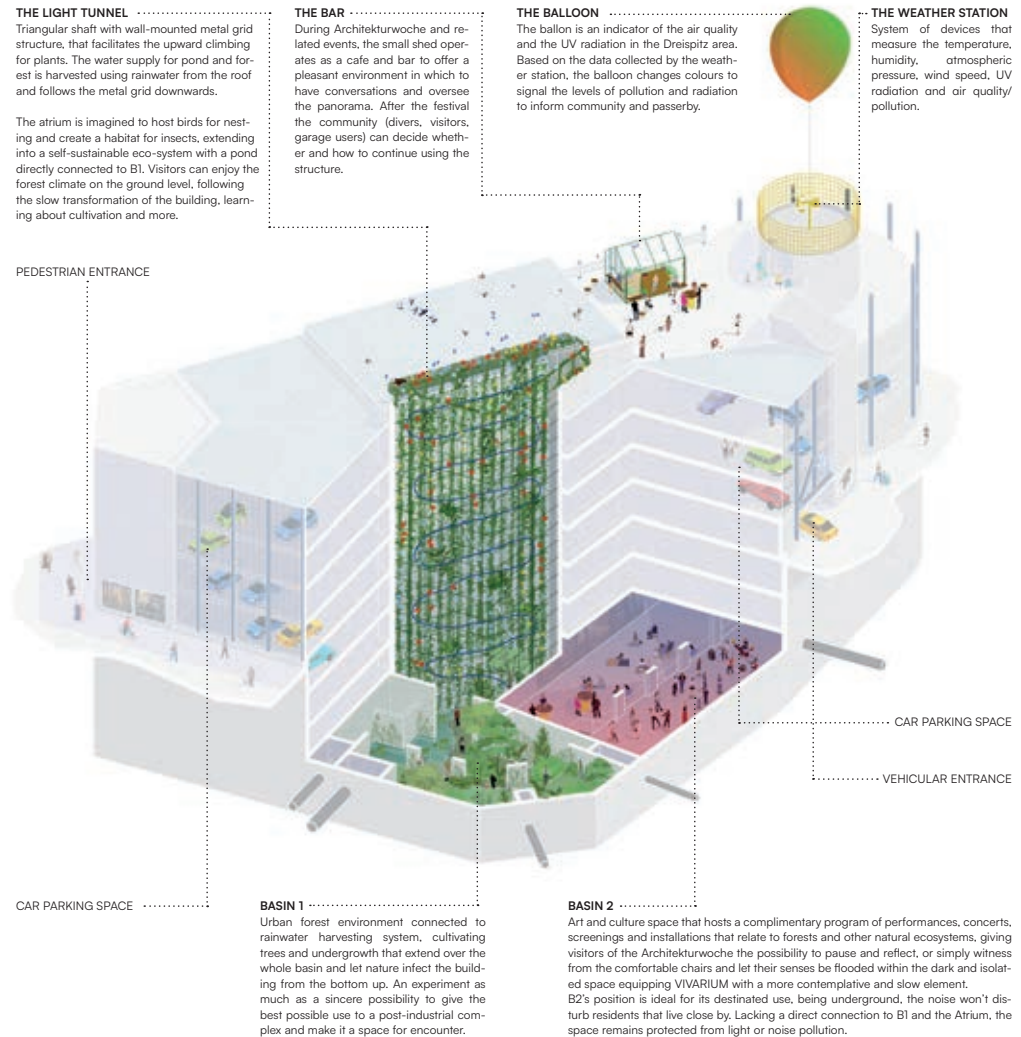 THE LIGHT TUNNEL
Triangular shaft with wall-mounted metal grid
structure, that facilitates the upward climbing
for plants. The water supply for pond and for-
est is harvested using rainwater from the roof
and follows the metal grid downwards.
The atrium is imagined to host birds for nest-
ing and create a habitat for insects, extending
into a self-sustainable eco-system with a pond
directly connected to B1. Visitors can enjoy the
forest climate on the ground level, following
the slow transformation of the building, learn-
ing about cultivation and more.
THE BAR
During Architekturwoche and re-
lated events, the small shed oper-
ates as a cafe and bar to offer a
pleasant environment in which to
have conversations and oversee
the panorama. After the festival
the community (divers, visitors,
garage users) can decide wheth-
er and how to continue using the
structure.
THE BALLOON
The ballon is an indicator of the air quality
and the UV radiation in the Dreispitz area.
Based on the data collected by the weath-
er station, the balloon changes colours to
signal the levels of pollution and radiation
to inform community and passerby.
THE WEATHER STATION
System of devices that
measure the temperature,
humidity, atmospheric
pressure, wind speed, UV
radiation and air quality/
pollution.
PEDESTRIAN ENTRANCE
CAR PARKING SPACE
VEHICULAR ENTRANCE
CAR PARKING SPACE
BASIN 1
Urban forest environment connected to
rainwater harvesting system, cultivating
trees and undergrowth that extend over the
whole basin and let nature infect the build-
ing from the bottom up. An experiment as
much as a sincere possibility to give the
best possible use to a post-industrial com-
plex and make it a space for encounter.
BASIN 2
Art and culture space that hosts a complimentary program of performances, concerts,
screenings and installations that relate to forests and other natural ecosystems, giving
visitors of the Architekturwoche the possibility to pause and reflect, or simply witness
from the comfortable chairs and let their senses be flooded within the dark and isolat-
ed space equipping VIVARIUM with a more contemplative and slow element.
B2's position is ideal for its destinated use, being underground, the noise won't dis-
turb residents that live close by. Lacking a direct connection to B1 and the Atrium, the
space remains protected from light or noise pollution.